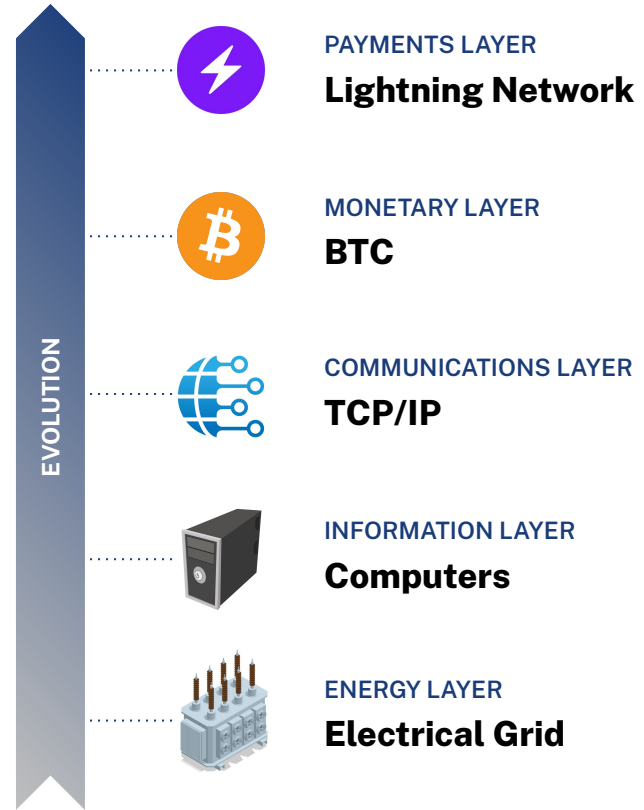 PAYMENTS LAYER
Lightning Network
MONETARY LAYER
BTC
COMMUNICATIONS LAYER
TCP/IP
EVOLUTION
INFORMATION LAYER
Computers
ENERGY LAYER
Electrical Grid